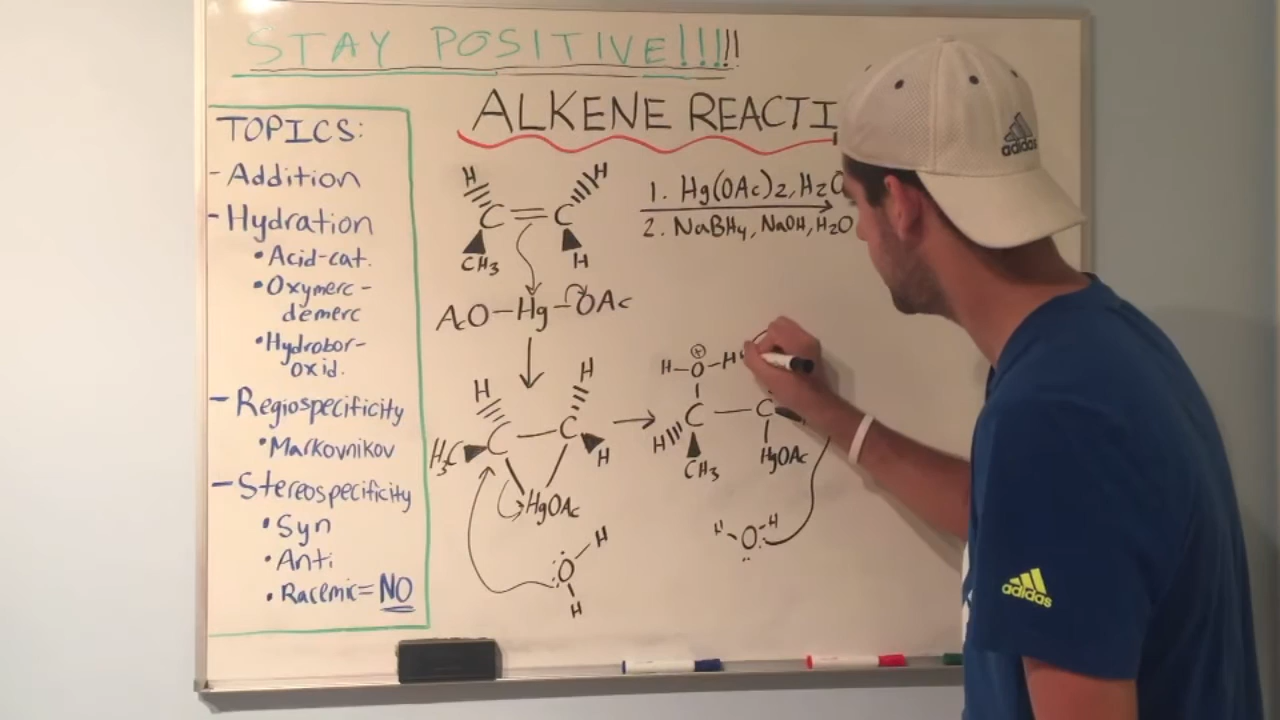 STAY POSITIVE!!!!!!
ALKENE REACTI
TOPICS:
- Addition
- Hydration
• Acid-cat.
• Oxymerc-
demerc
• Hydrobor-
oxid.
- Regiospecificity
• Markovnikov
- Stereospecificity
• Syn
• Anti
• Racemic = NO
H H
C=C
CH3 H
1. Hg(OAc)2, H2O
2. NaBH4, NaOH, H2O
AcO-Hg-OAc
H H
H3C C-C H
HgOAc
:O: H
H
⊕
H-O-H
C-C
H CH3 HgOAc
H O H
adidas
adidas